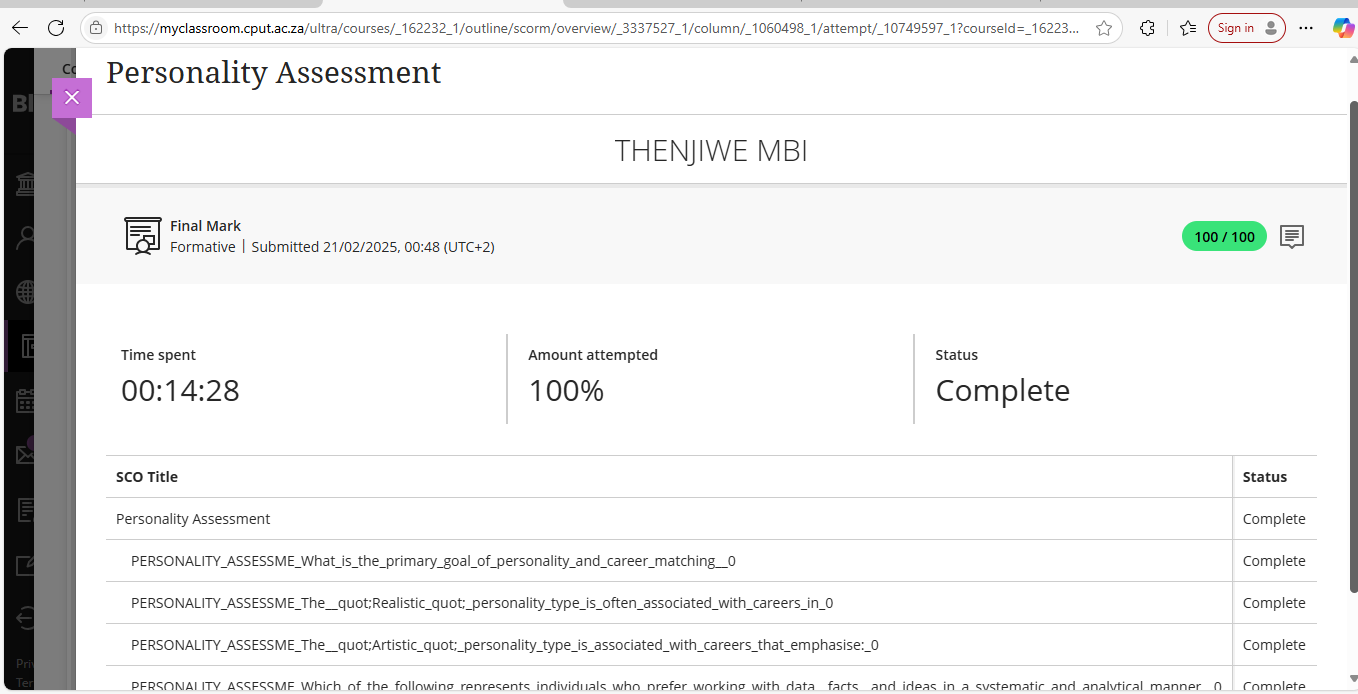 https://myclassroom.cput.ac.za/ultra/courses/_162232_1/outline/scorm/overview/_3337527_1/column/_1060498_1/attempt/_10749597_1?courseId=_16223...
Sign in
Personality Assessment
THENJIWE MBI
Final Mark
Formative | Submitted 21/02/2025, 00:48 (UTC+2)
100 / 100
Time spent
00:14:28
Amount attempted
100%
Status
Complete
SCO Title Status
Personality Assessment Complete
PERSONALITY_ASSESSME_What_is_the_primary_goal_of_personality_and_career_matching__0 Complete
PERSONALITY_ASSESSME_The__quot;Realistic_quot;_personality_type_is_often_associated_with_careers_in_0 Complete
PERSONALITY_ASSESSME_The__quot;Artistic_quot;_personality_type_is_associated_with_careers_that_emphasise:_0 Complete
PERSONALITY_ASSESSME_Which_of_the_following_represents_individuals_who_prefer_working_with_data,_facts,_and_ideas_in_a_systematic_and_analytical_manner_0 Complete